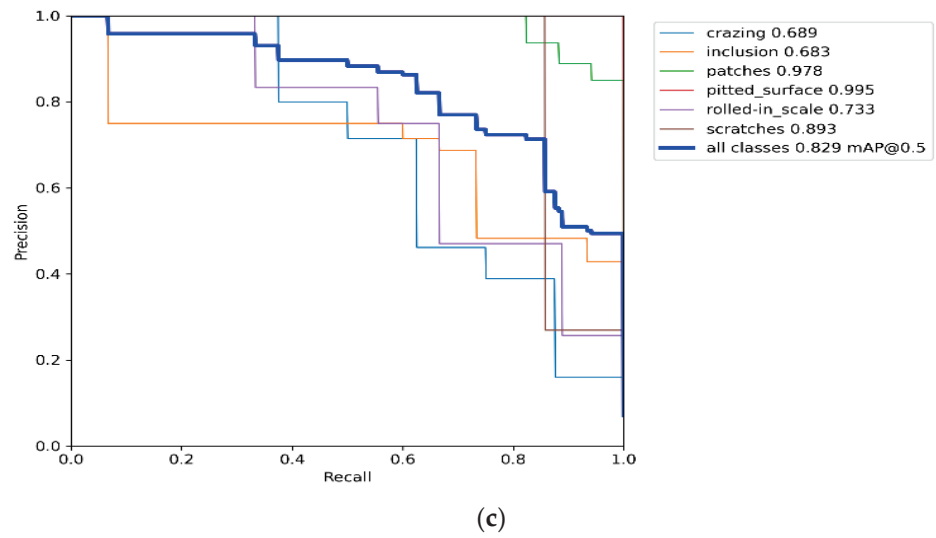 1.0
0.8
0.6
0.4
0.2
0.0
Precision
0.0 0.2 0.4 0.6 0.8 1.0
Recall
crazing 0.689
inclusion 0.683
patches 0.978
pitted_surface 0.995
rolled-in_scale 0.733
scratches 0.893
all classes 0.829 mAP@0.5
(c)